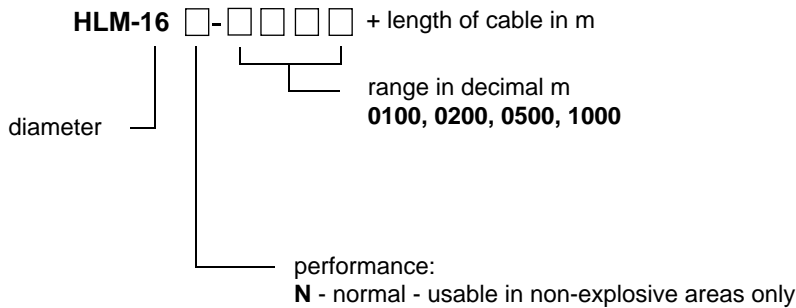 HLM-16 □-□□□□ + length of cable in m
range in decimal m
0100, 0200, 0500, 1000
diameter
performance:
N - normal - usable in non-explosive areas only